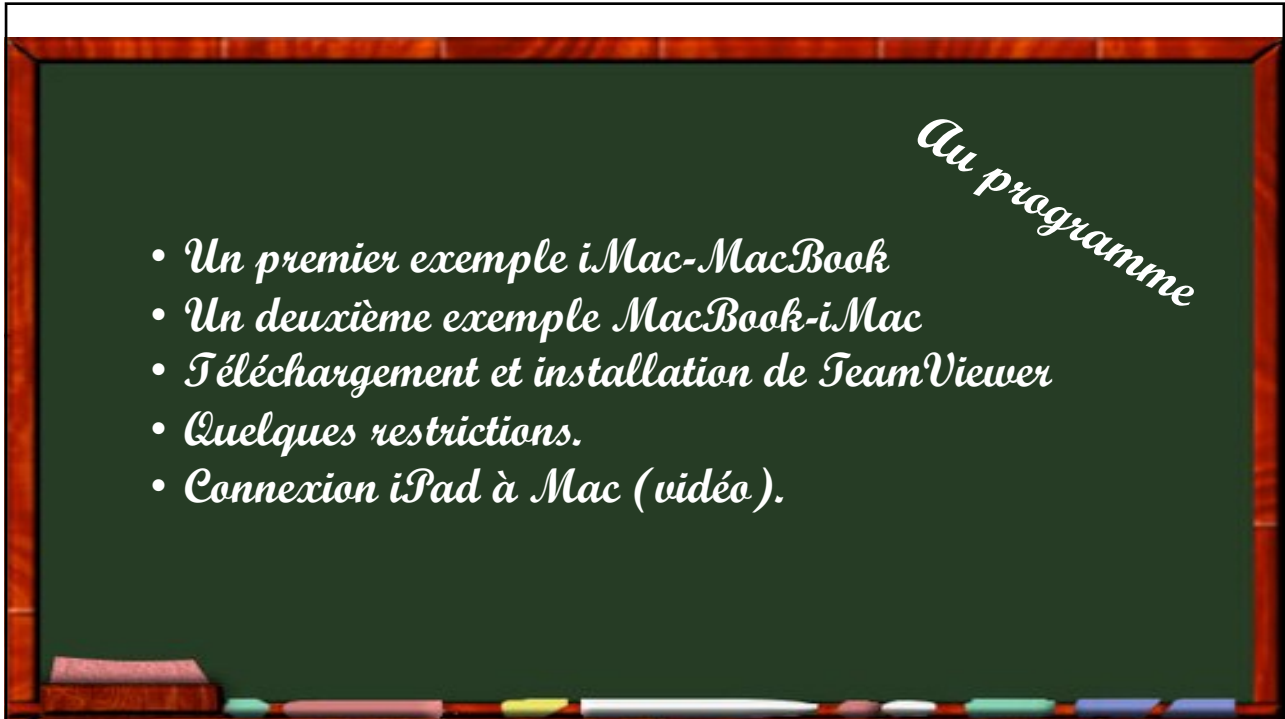 Au programme
• Un premier exemple iMac-MacBook
• Un deuxième exemple MacBook-iMac
• Téléchargement et installation de TeamViewer
• Quelques restrictions.
• Connexion iPad à Mac (vidéo).